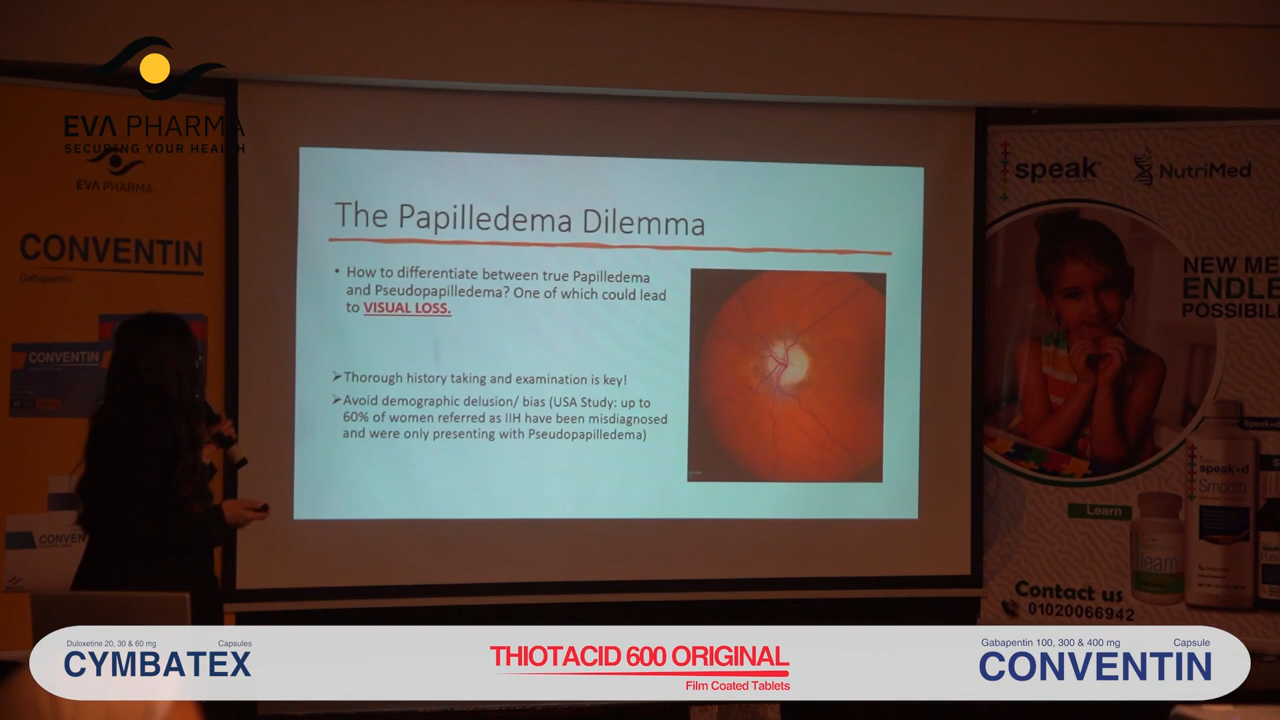 EVA PHARMA
SECURING YOUR HEALTH
EVA PHARMA
CONVENTIN
Gabapentin
CONVENTIN
The Papilledema Dilemma
• How to differentiate between true Papilledema
and Pseudopapilledema? One of which could lead
to VISUAL LOSS.
➢Thorough history taking and examination is key!
➢Avoid demographic delusion/ bias (USA Study: up to
60% of women referred as IIH have been misdiagnosed
and were only presenting with Pseudopapilledema)
speak
NutriMed
NEW ME
ENDLE
POSSIBIL
speak+d
Smooth
Learn
learn
Contact us
01020066942
Duloxetine 20, 30 & 60 mg Capsules
CYMBATEX
THIOTACID 600 ORIGINAL
Film Coated Tablets
Gabapentin 100, 300 & 400 mg Capsule
CONVENTIN